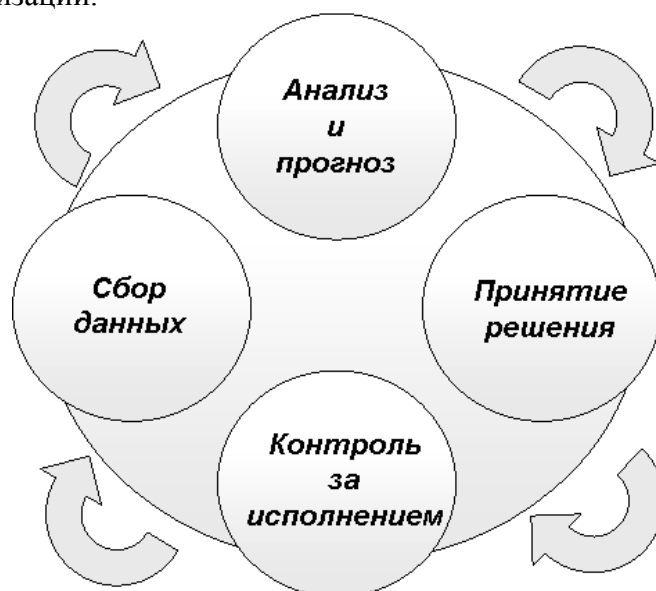 Анализ
и
прогноз
Сбор
данных
Принятие
решения
Контроль
за
исполнением